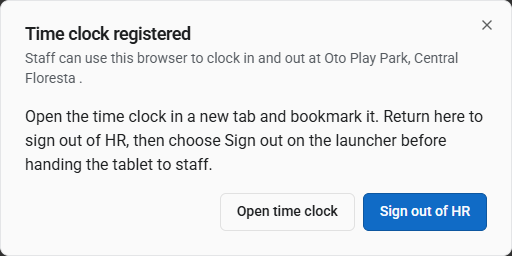 Time clock registered
Staff can use this browser to clock in and out at Oto Play Park, Central
Floresta .
Open the time clock in a new tab and bookmark it. Return here to
sign out of HR, then choose Sign out on the launcher before
handing the tablet to staff.
Open time clock
Sign out of HR